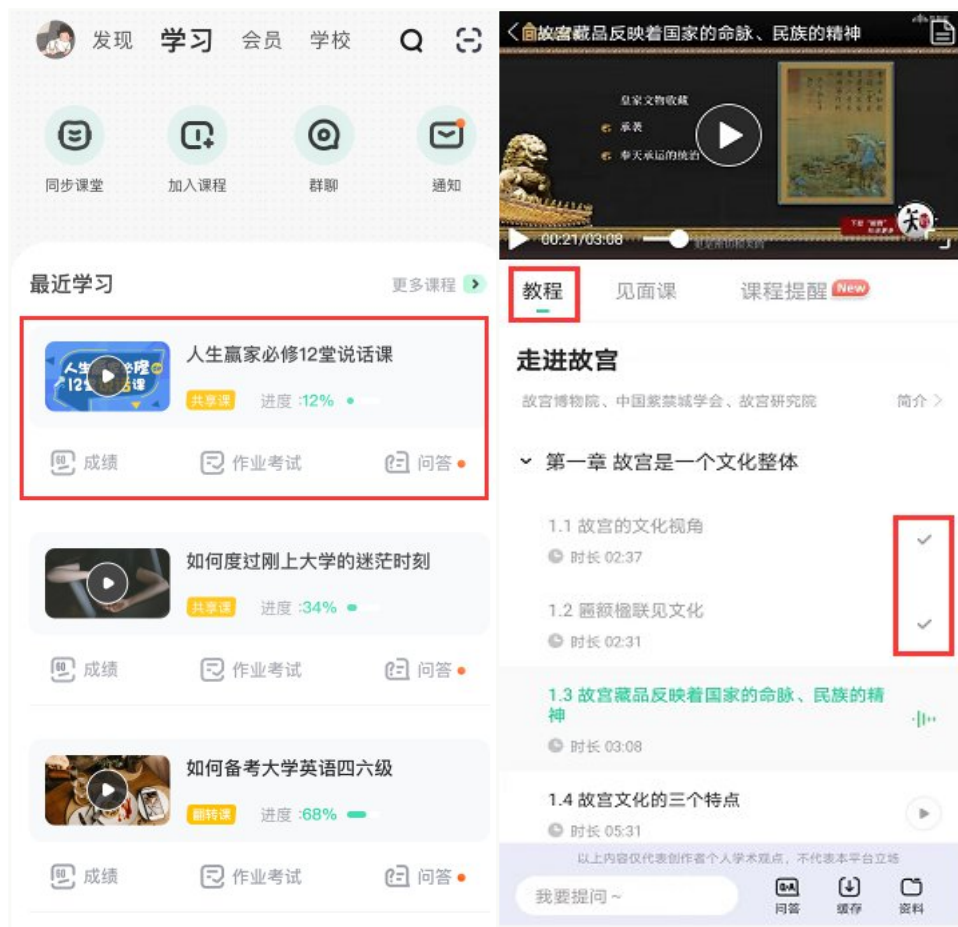 发现 学习 会员 学校
同步课堂 加入课程 群聊 通知
最近学习 更多课程
人生赢家必修12堂说话课
共享课 进度 :12%
成绩 作业考试 问答
如何度过刚上大学的迷茫时刻
共享课 进度 :34%
成绩 作业考试 问答
如何备考大学英语四六级
翻转课 进度 :68%
成绩 作业考试 问答
故宫藏品反映着国家的命脉、民族的精神
皇家文物收藏
承袭
奉天承运的统治
00:21/03:08
教程 见面课 课程提醒 New
走进故宫
故宫博物院、中国紫禁城学会、故宫研究院 简介
第一章 故宫是一个文化整体
1.1 故宫的文化视角
时长 02:37
1.2 匾额楹联见文化
时长 02:31
1.3 故宫藏品反映着国家的命脉、民族的精
神
时长 03:08
1.4 故宫文化的三个特点
时长 05:31
以上内容仅代表创作者个人学术观点，不代表本平台立场
我要提问~
问答 缓存 资料